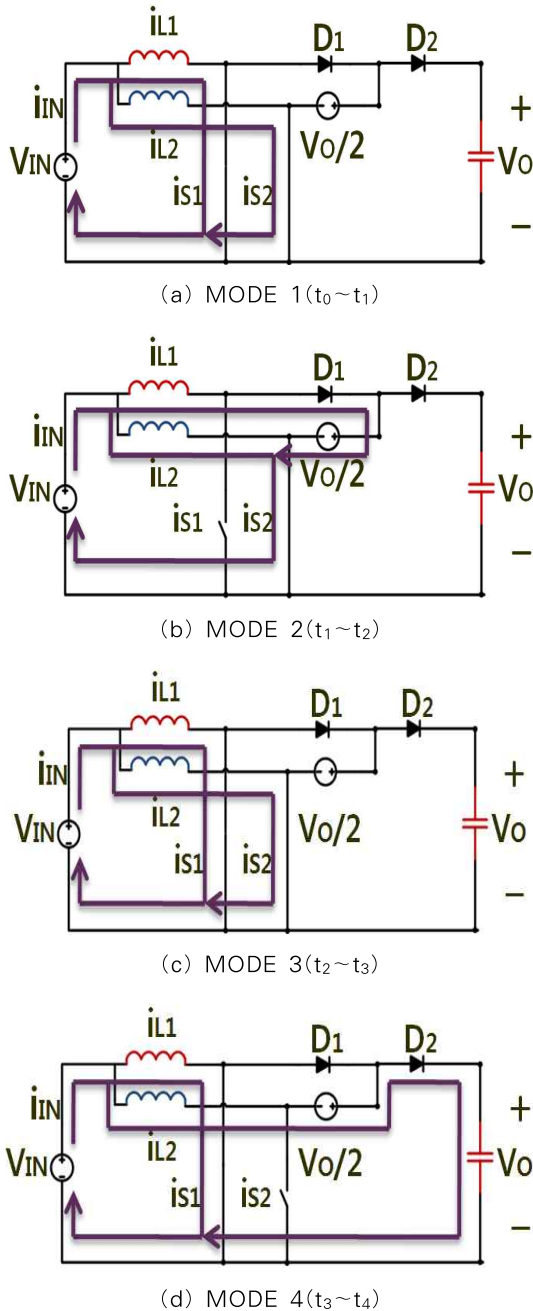 iL1
D1 D2
iIN
+
iL2 VO/2
VIN VO
iS1 iS2
−
(a) MODE 1(t0~t1)
iL1
D1 D2
iIN
+
iL2 VO/2
VIN VO
iS1 iS2
−
(b) MODE 2(t1~t2)
iL1
D1 D2
iIN
+
iL2 VO/2
VIN VO
iS1 iS2
−
(c) MODE 3(t2~t3)
iL1
D1 D2
iIN
+
iL2 VO/2
VIN VO
iS1 iS2
−
(d) MODE 4(t3~t4)